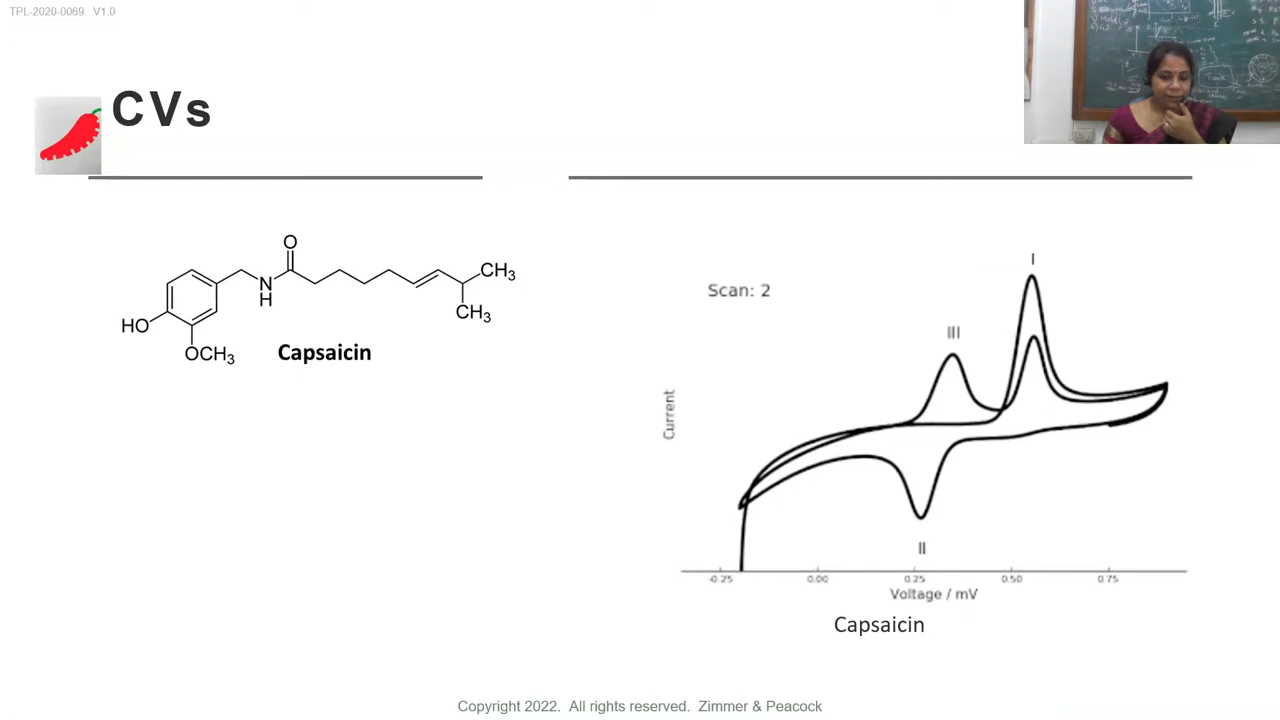 TPL-2020-0069 V1.0
CVs
O
N
H
CH3
CH3
HO
OCH3
Capsaicin
Scan: 2
I
III
II
Current
-0.25 0.00 0.25 0.50 0.75
Voltage / mV
Capsaicin
Copyright 2022. All rights reserved. Zimmer & Peacock